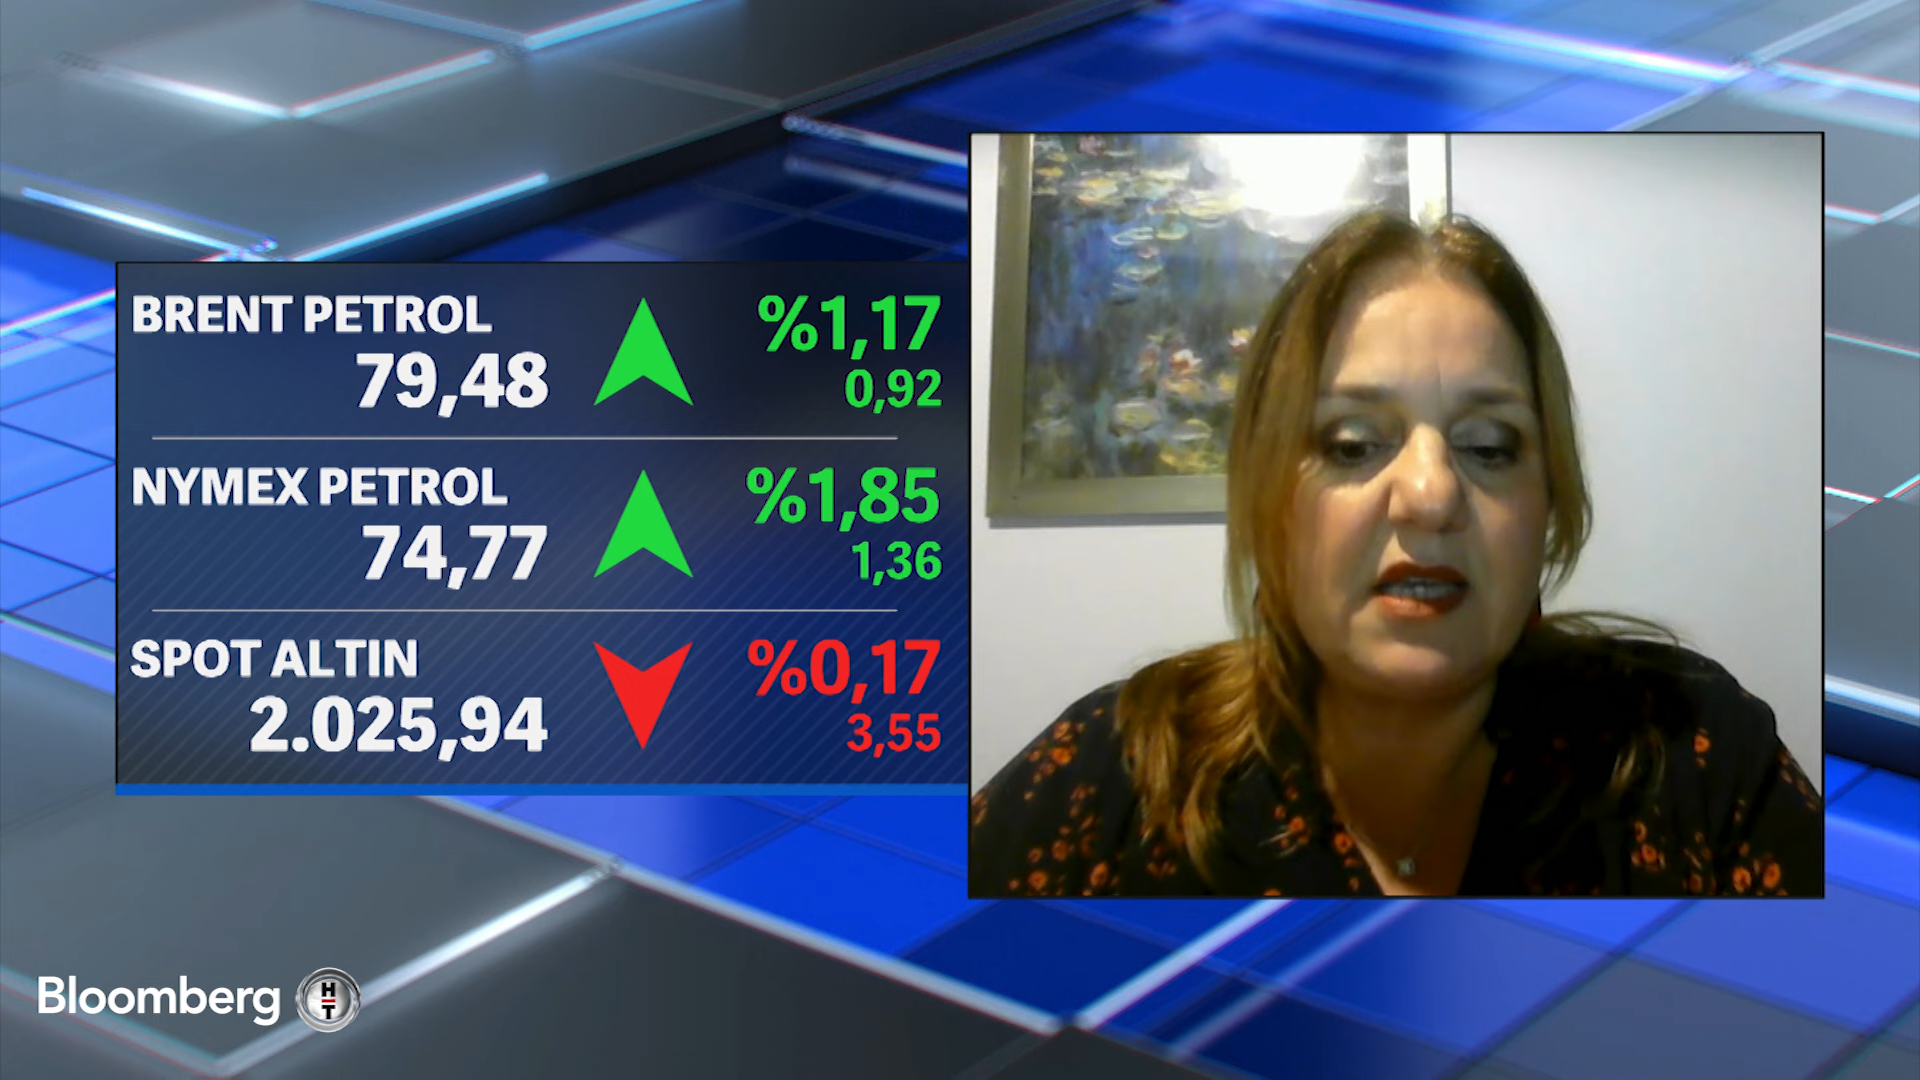 BRENT PETROL
79,48
%1,17
0,92
NYMEX PETROL
74,77
%1,85
1,36
SPOT ALTIN
2.025,94
%0,17
3,55
Bloomberg HT